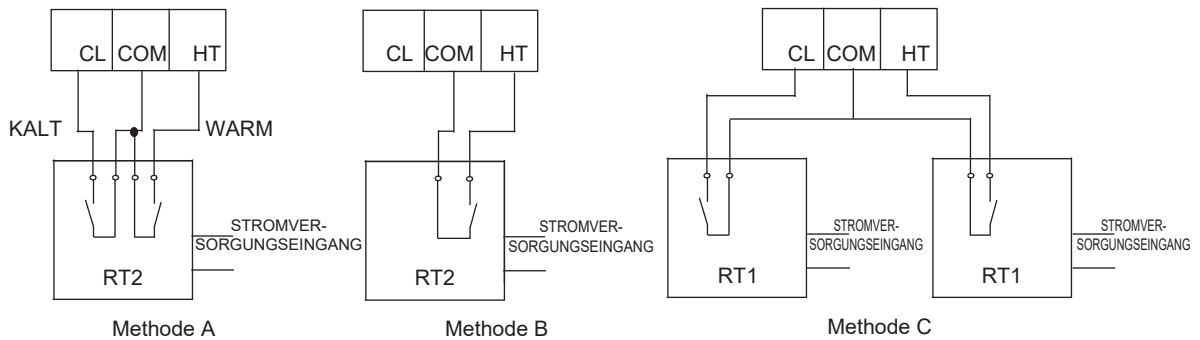 CL COM HT
KALT WARM
STROMVER-
SORGUNGSEINGANG
RT2
Methode A
CL COM HT
STROMVER-
SORGUNGSEINGANG
RT2
Methode B
CL COM HT
STROMVER-
SORGUNGSEINGANG
RT1
STROMVER-
SORGUNGSEINGANG
RT1
Methode C